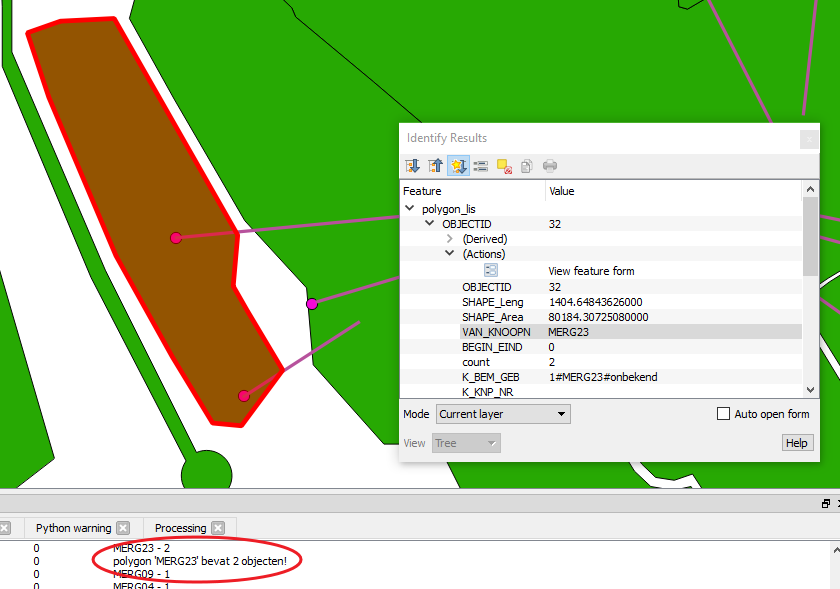 Identify Results
Feature Value
polygon_lis
OBJECTID 32
(Derived)
(Actions)
View feature form
OBJECTID 32
SHAPE_Leng 1404.64843626000
SHAPE_Area 80184.30725080000
VAN_KNOOPN MERG23
BEGIN_EIND 0
count 2
K_BEM_GEB 1#MERG23#onbekend
K_KNP_NR
Mode Current layer Auto open form
View Tree Help
Python warning Processing
0 MERG23 - 2
0 polygon 'MERG23' bevat 2 objecten!
0 MERG09 - 1
0 MERG04 - 1